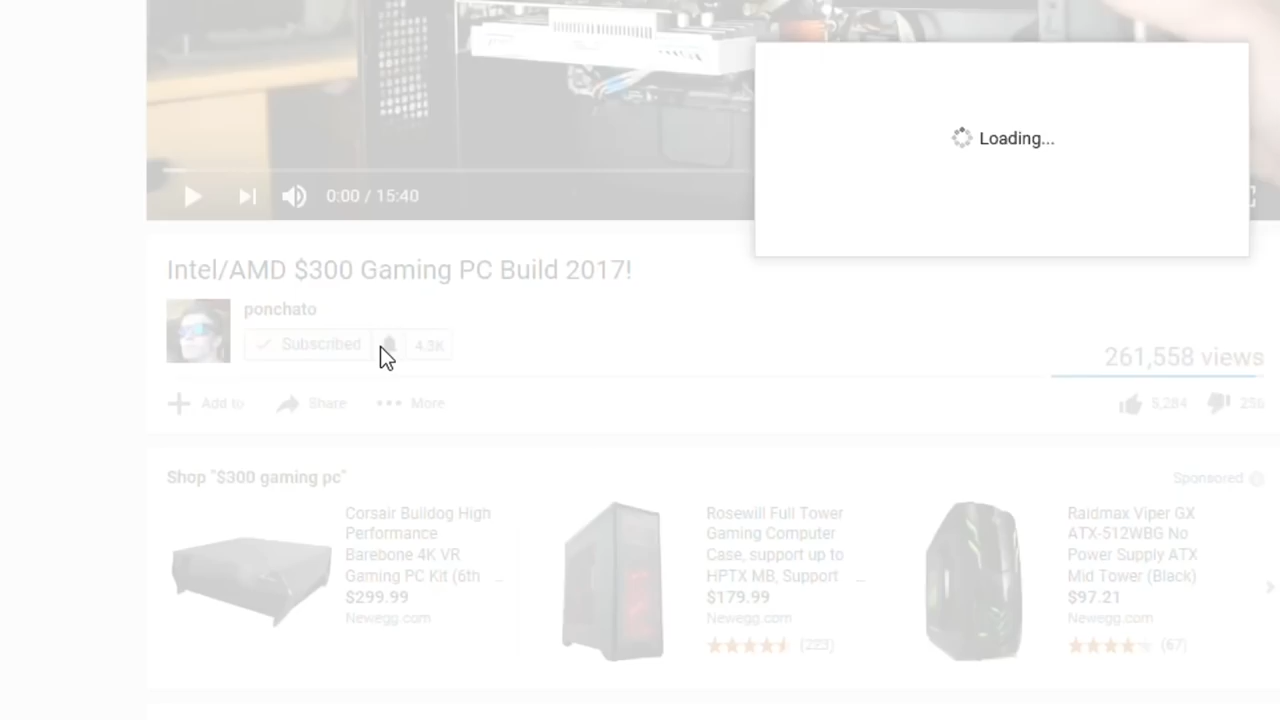 Loading...
0:00 / 15:40
Intel/AMD $300 Gaming PC Build 2017!
ponchato
Subscribed 4.3K
261,558 views
Add to Share More
5,284 256
Shop "$300 gaming pc"
Sponsored
Corsair Bulldog High
Performance
Barebone 4K VR
Gaming PC Kit (6th ...
$299.99
Newegg.com
Rosewill Full Tower
Gaming Computer
Case, support up to
HPTX MB, Support ...
$179.99
Newegg.com
(223)
Raidmax Viper GX
ATX-512WBG No
Power Supply ATX
Mid Tower (Black)
$97.21
Newegg.com
(67)